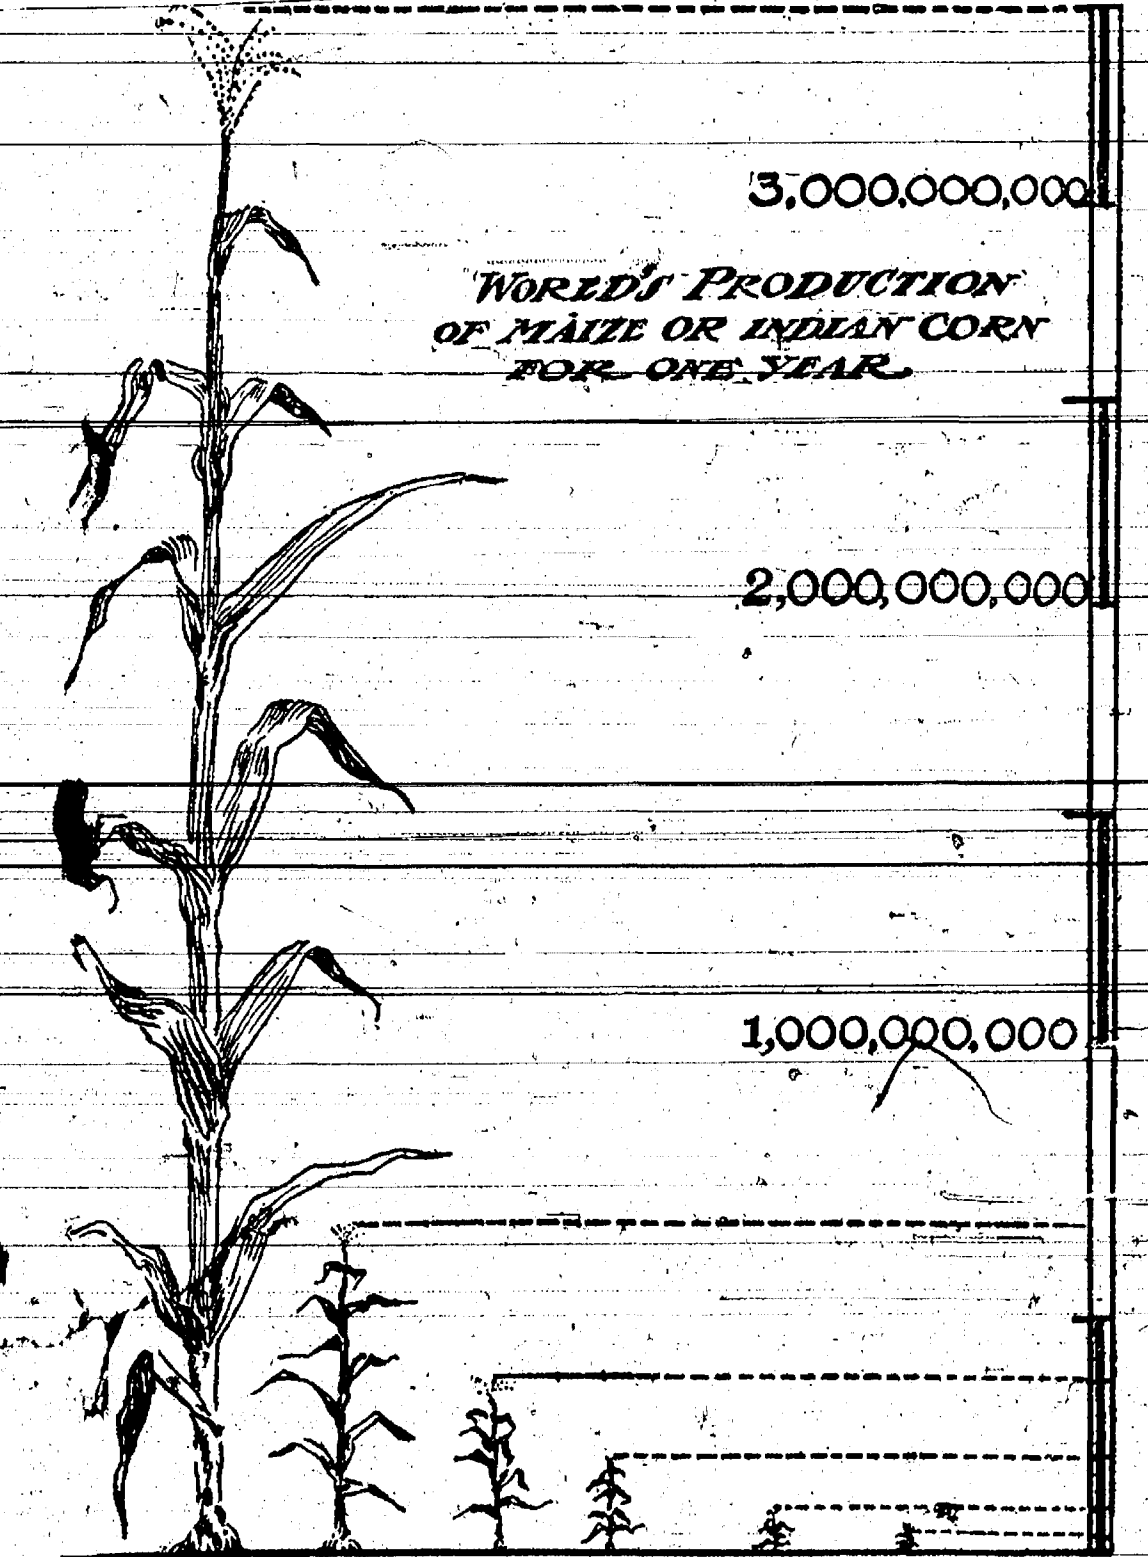 3,000,000,000
WORLD'S PRODUCTION
OF MAIZE OR INDIAN CORN
FOR ONE YEAR
2,000,000,000
1,000,000,000